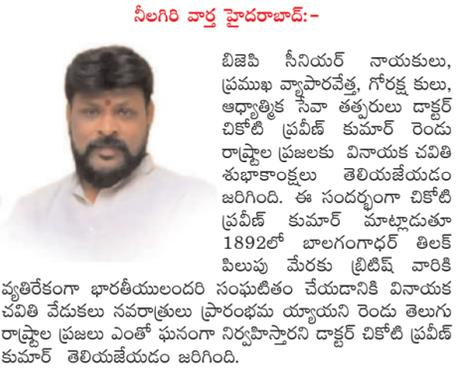 నీలగిరి వార్త హైదరాబాద్:-
బిజెపి సీనియర్ నాయకులు,
ప్రముఖ వ్యాపారవేత్త, గోరక్ష కులు,
ఆధ్యాత్మిక సేవా తత్పరులు డాక్టర్
చికోటి ప్రవీణ్ కుమార్ రెండు
రాష్ట్రాల ప్రజలకు వినాయక చవితి
శుభాకాంక్షలు తెలియజేయడం
జరిగింది. ఈ సందర్భంగా చికోటి
ప్రవీణ్ కుమార్ మాట్లాడుతూ
1892లో బాలగంగాధర్ తిలక్
పిలుపు మేరకు బ్రిటిష్ వారికి
వ్యతిరేకంగా భారతీయులందరి సంఘటితం చేయడానికి వినాయక
చవితి వేడుకలు నవరాత్రులు ప్రారంభమ య్యాయని రెండు తెలుగు
రాష్ట్రాల ప్రజలు ఎంతో ఘనంగా నిర్వహిస్తారని డాక్టర్ చికోటి ప్రవీణ్
కుమార్ తెలియజేయడం జరిగింది.